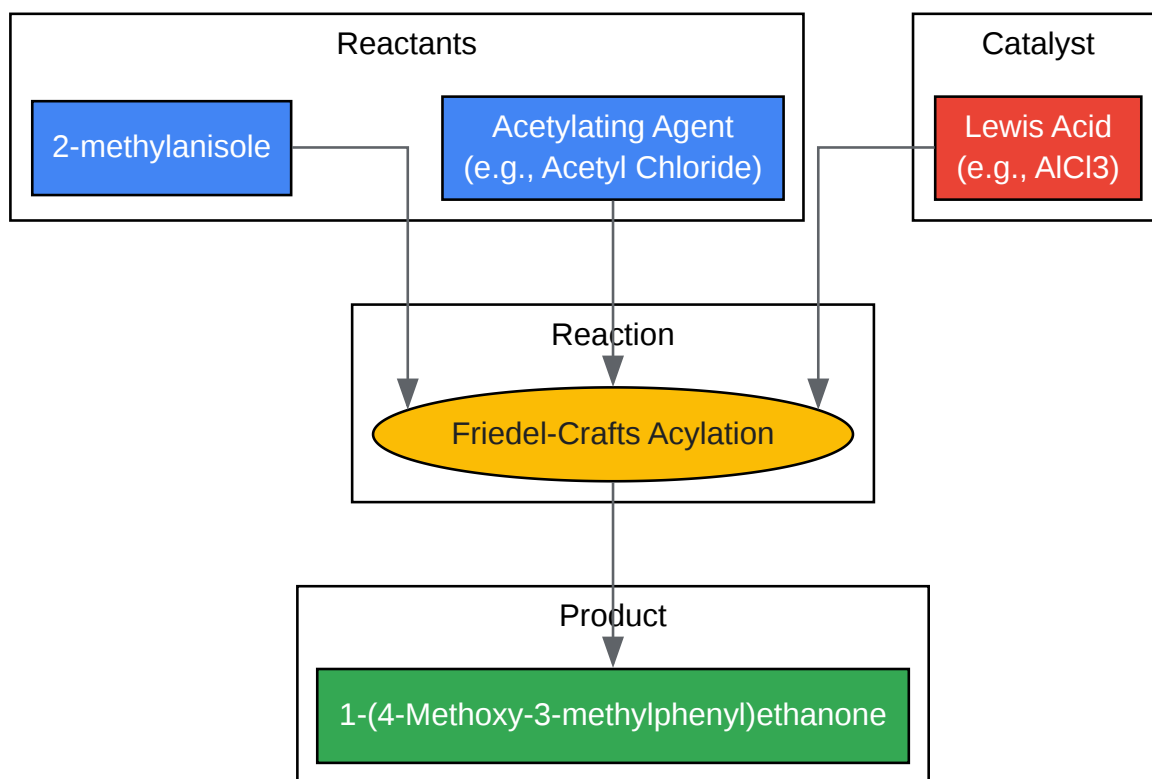 Reactants
Catalyst
2-methylanisole
Acetylating Agent
(e.g., Acetyl Chloride)
Lewis Acid
(e.g., AlCl3)
Reaction
Friedel-Crafts Acylation
Product
1-(4-Methoxy-3-methylphenyl)ethanone